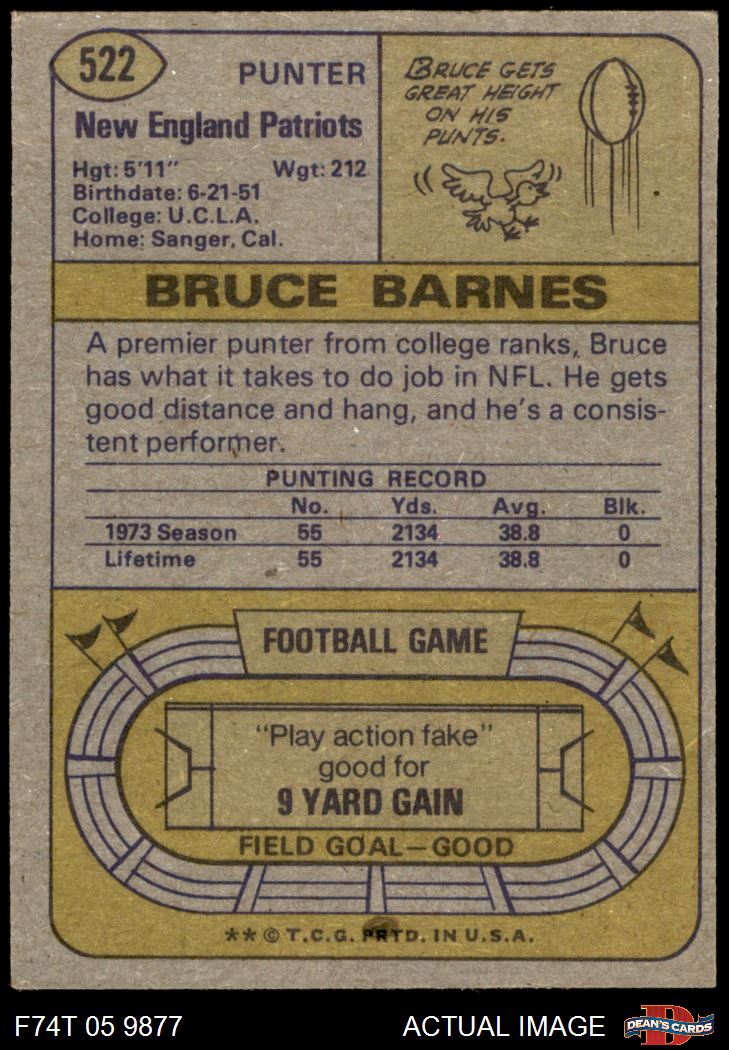 522
PUNTER
New England Patriots
Hgt: 5'11" Wgt: 212
Birthdate: 6-21-51
College: U.C.L.A.
Home: Sanger, Cal.
BRUCE GETS
GREAT HEIGHT
ON HIS
PUNTS.
BRUCE BARNES
A premier punter from college ranks, Bruce
has what it takes to do job in NFL. He gets
good distance and hang, and he's a consis-
tent performer.
PUNTING RECORD
No. Yds. Avg. Blk.
1973 Season 55 2134 38.8 0
Lifetime 55 2134 38.8 0
FOOTBALL GAME
"Play action fake"
good for
9 YARD GAIN
FIELD GOAL—GOOD
** © T.C.G. PRTD. IN U.S.A.
F74T 05 9877 ACTUAL IMAGE
D
DEAN'S CARDS